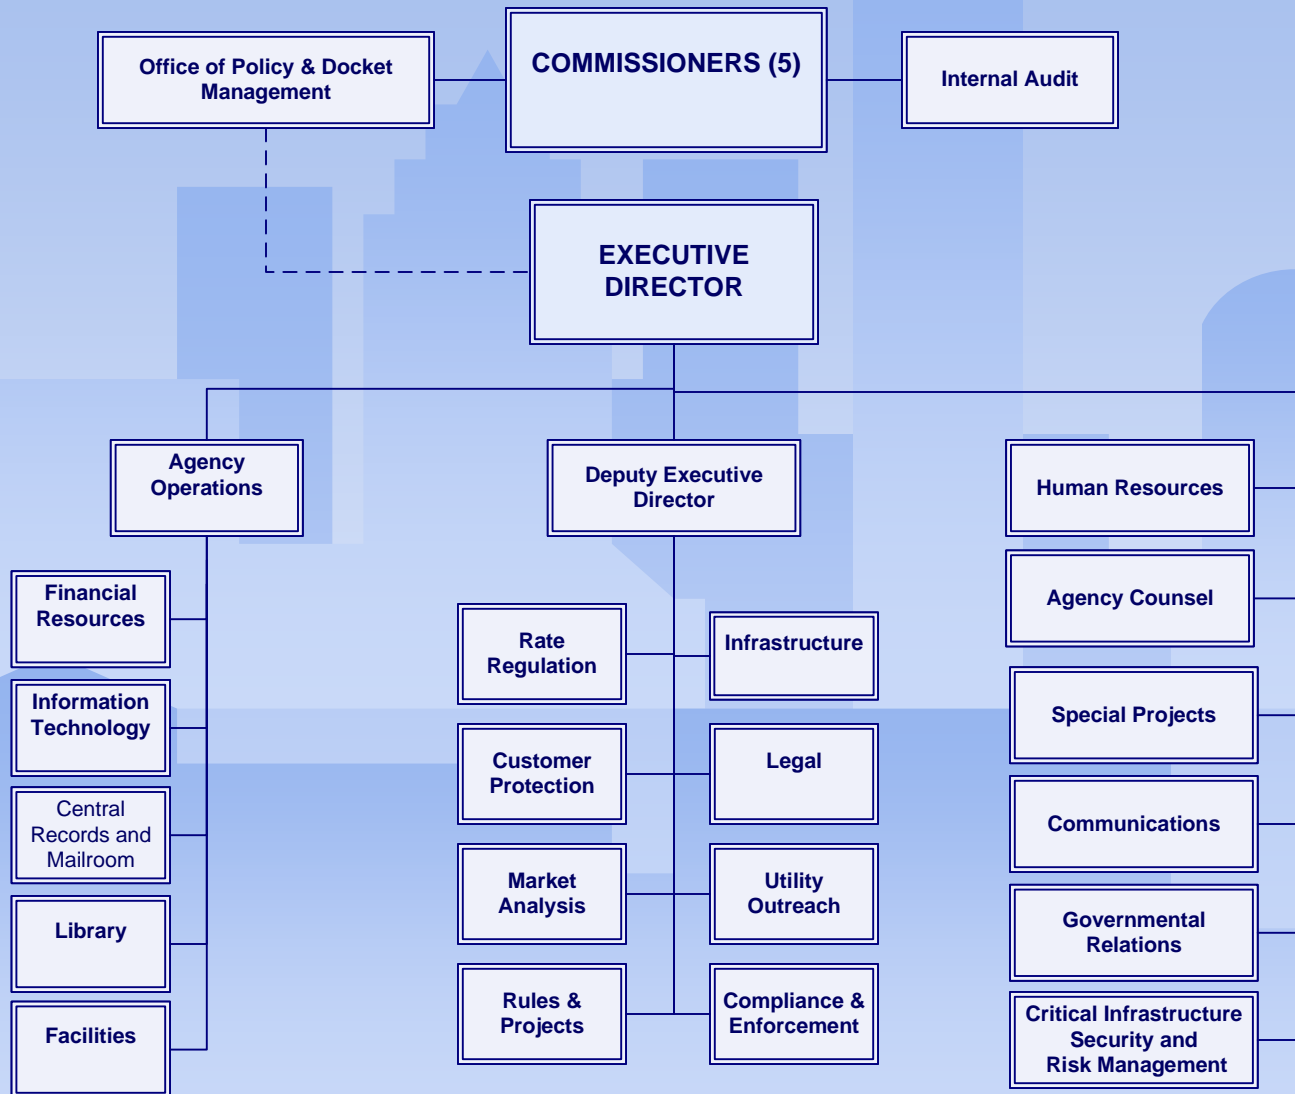 Office of Policy & Docket
Management
COMMISSIONERS (5)
Internal Audit
EXECUTIVE
DIRECTOR
Agency
Operations
Deputy Executive
Director
Human Resources
Financial
Resources
Information
Technology
Central
Records and
Mailroom
Library
Facilities
Rate
Regulation
Infrastructure
Customer
Protection
Legal
Market
Analysis
Utility
Outreach
Rules &
Projects
Compliance &
Enforcement
Agency Counsel
Special Projects
Communications
Governmental
Relations
Critical Infrastructure
Security and
Risk Management